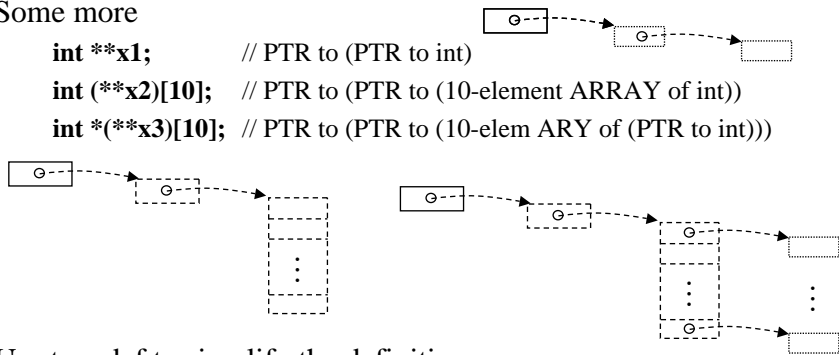 Some more
int **x1; // PTR to (PTR to int)
int (**x2)[10]; // PTR to (PTR to (10-element ARRAY of int))
int *(**x3)[10]; // PTR to (PTR to (10-elem ARY of (PTR to int)))